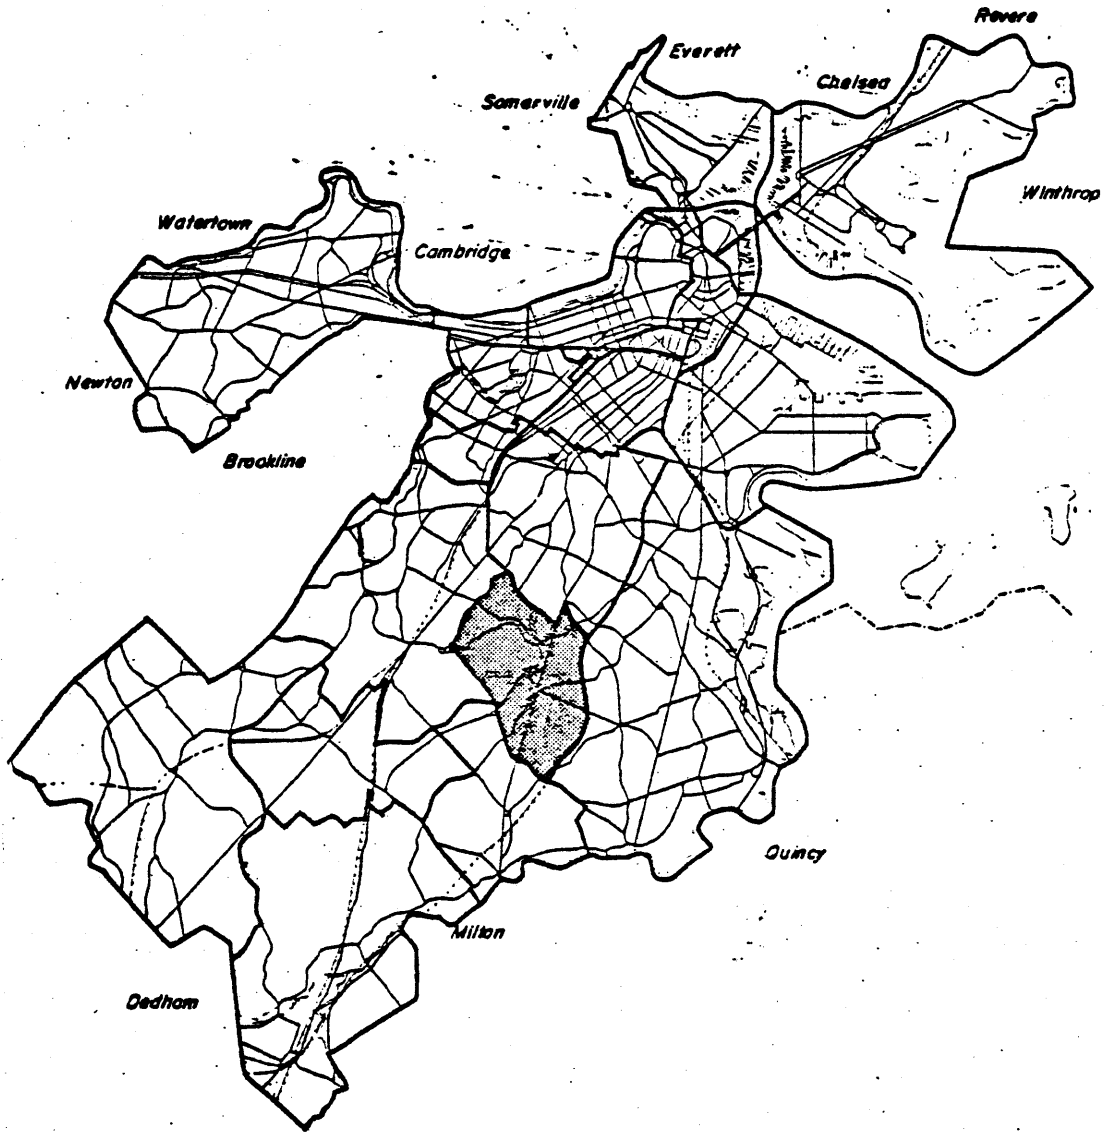 Revere
Everett
Chelsea
Somerville
Winthrop
Watertown
Cambridge
Newton
Brookline
Quincy
Milton
Dedham